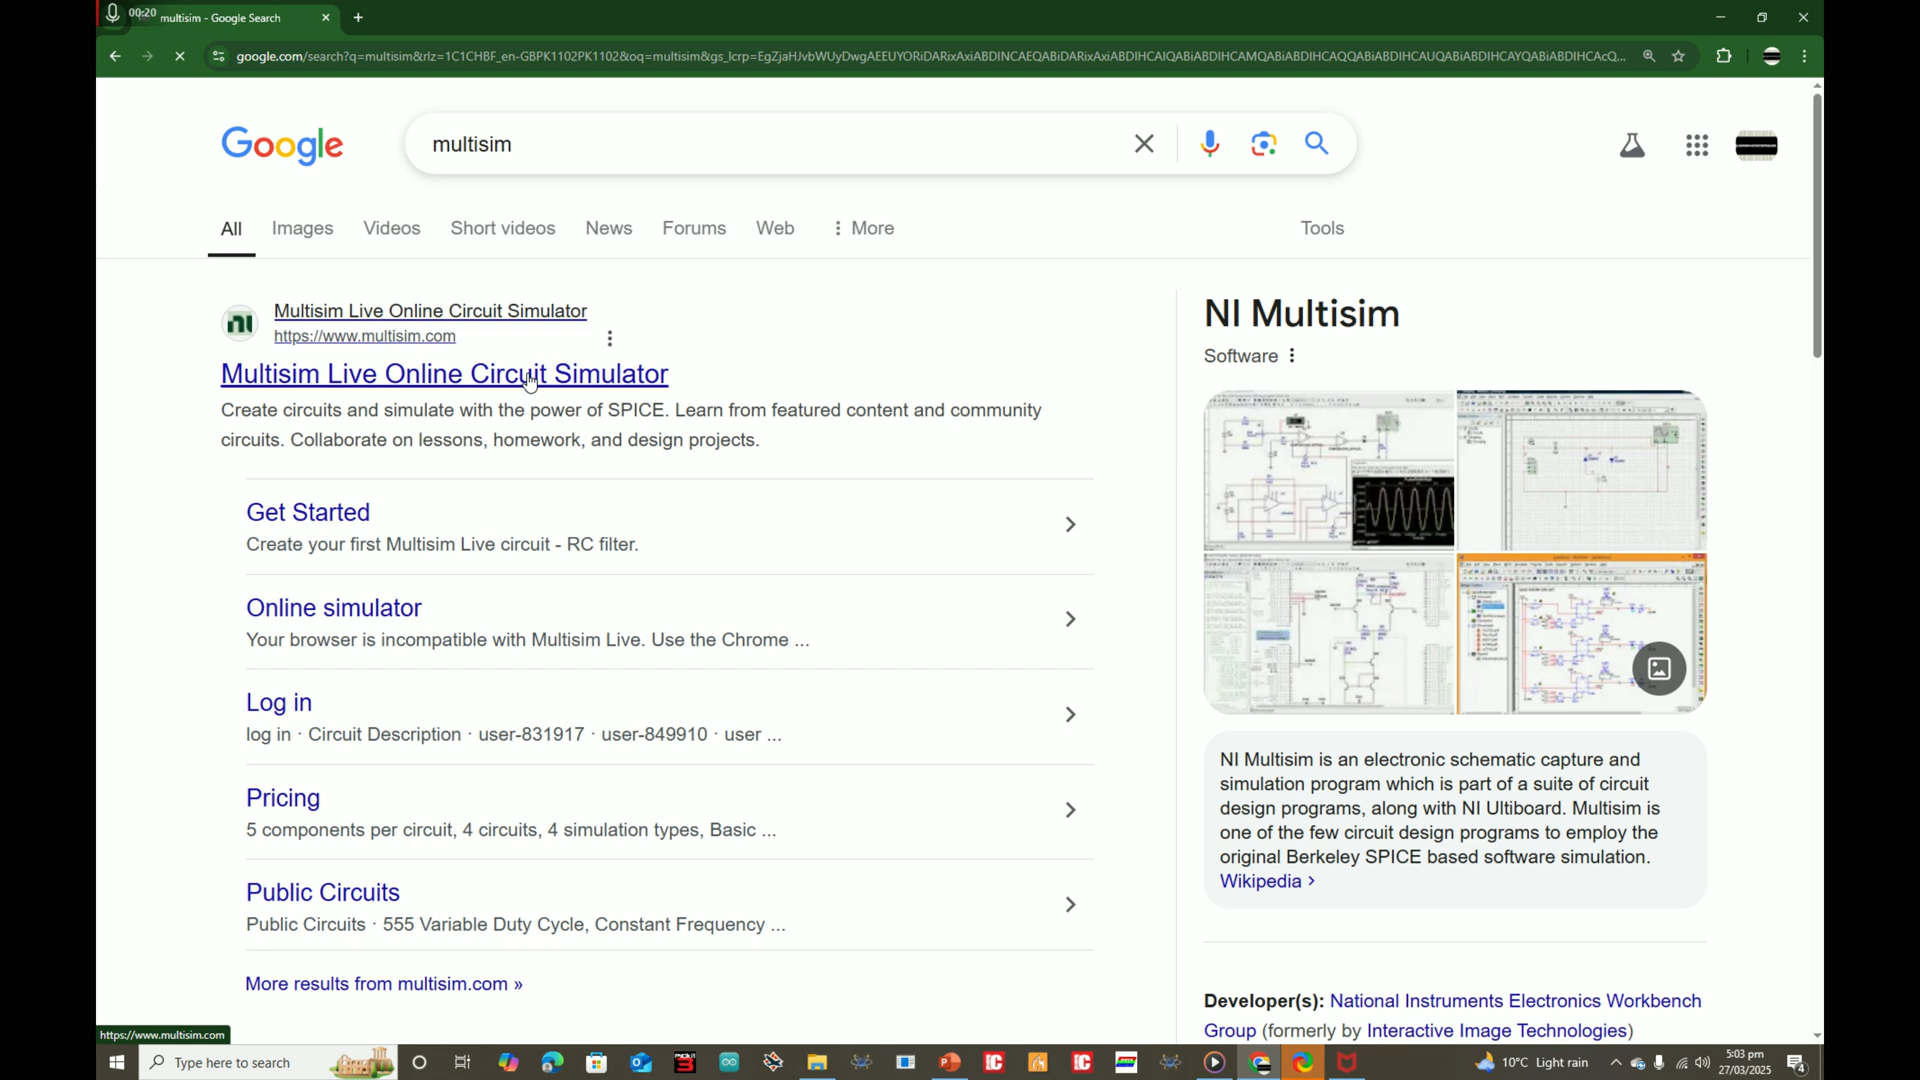 00:20
multisim - Google Search
google.com/search?q=multisim&rlz=1C1CHBF_en-GBPK1102PK1102&oq=multisim&gs_lcrp=EgZjaHJvbWUyDwgAEEUYORiDARixAxiABDINCAEQABiDARixAxiABDIHCAIQABiABDIHCAMQABiABDIHCAQQABiABDIHCAUQABiABDIHCAYQABiABDIHCAcQ...
Google
multisim
All Images Videos Short videos News Forums Web More Tools
Multisim Live Online Circuit Simulator
https://www.multisim.com
Multisim Live Online Circuit Simulator
Create circuits and simulate with the power of SPICE. Learn from featured content and community
circuits. Collaborate on lessons, homework, and design projects.
Get Started
Create your first Multisim Live circuit - RC filter.
Online simulator
Your browser is incompatible with Multisim Live. Use the Chrome ...
Log in
log in · Circuit Description · user-831917 · user-849910 · user ...
Pricing
5 components per circuit, 4 circuits, 4 simulation types, Basic ...
Public Circuits
Public Circuits · 555 Variable Duty Cycle, Constant Frequency ...
More results from multisim.com »
NI Multisim
Software
NI Multisim is an electronic schematic capture and
simulation program which is part of a suite of circuit
design programs, along with NI Ultiboard. Multisim is
one of the few circuit design programs to employ the
original Berkeley SPICE based software simulation.
Wikipedia ›
Developer(s): National Instruments Electronics Workbench
Group (formerly by Interactive Image Technologies)
https://www.multisim.com
Type here to search
10°C Light rain
5:03 pm
27/03/2025
4